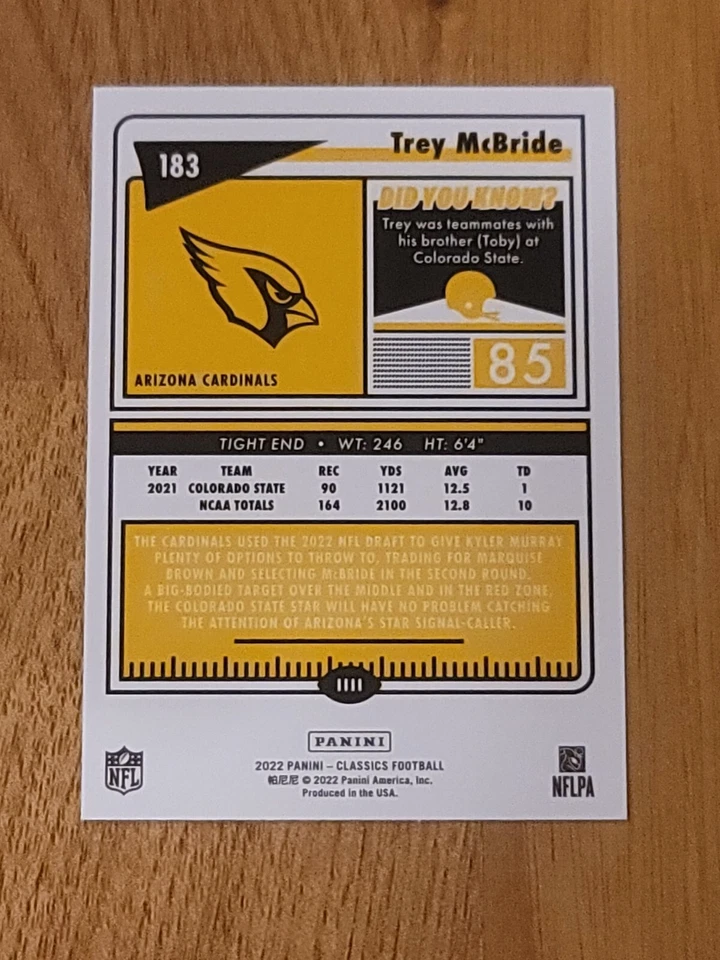 183
Trey McBride
ARIZONA CARDINALS
DID YOU KNOW?
Trey was teammates with
his brother (Toby) at
Colorado State.
85
TIGHT END • WT: 246 HT: 6'4"
YEAR TEAM REC YDS AVG TD
2021 COLORADO STATE 90 1121 12.5 1
NCAA TOTALS 164 2100 12.8 10
THE CARDINALS USED THE 2022 NFL DRAFT TO GIVE KYLER MURRAY
PLENTY OF OPTIONS TO THROW TO, TRADING FOR MARQUISE
BROWN AND SELECTING McBRIDE IN THE SECOND ROUND.
A BIG-BODIED TARGET OVER THE MIDDLE AND IN THE RED ZONE,
THE COLORADO STATE STAR WILL HAVE NO PROBLEM CATCHING
THE ATTENTION OF ARIZONA'S STAR SIGNAL-CALLER.
PANINI
2022 PANINI – CLASSICS FOOTBALL
帕尼尼 © 2022 Panini America, Inc.
Produced in the USA.
NFL
NFLPA